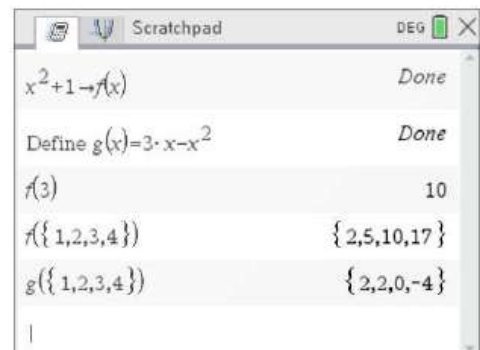 Scratchpad DEG
x²+1→f(x) Done
Define g(x)=3·x−x² Done
f(3) 10
f({1,2,3,4}) {2,5,10,17}
g({1,2,3,4}) {2,2,0,-4}